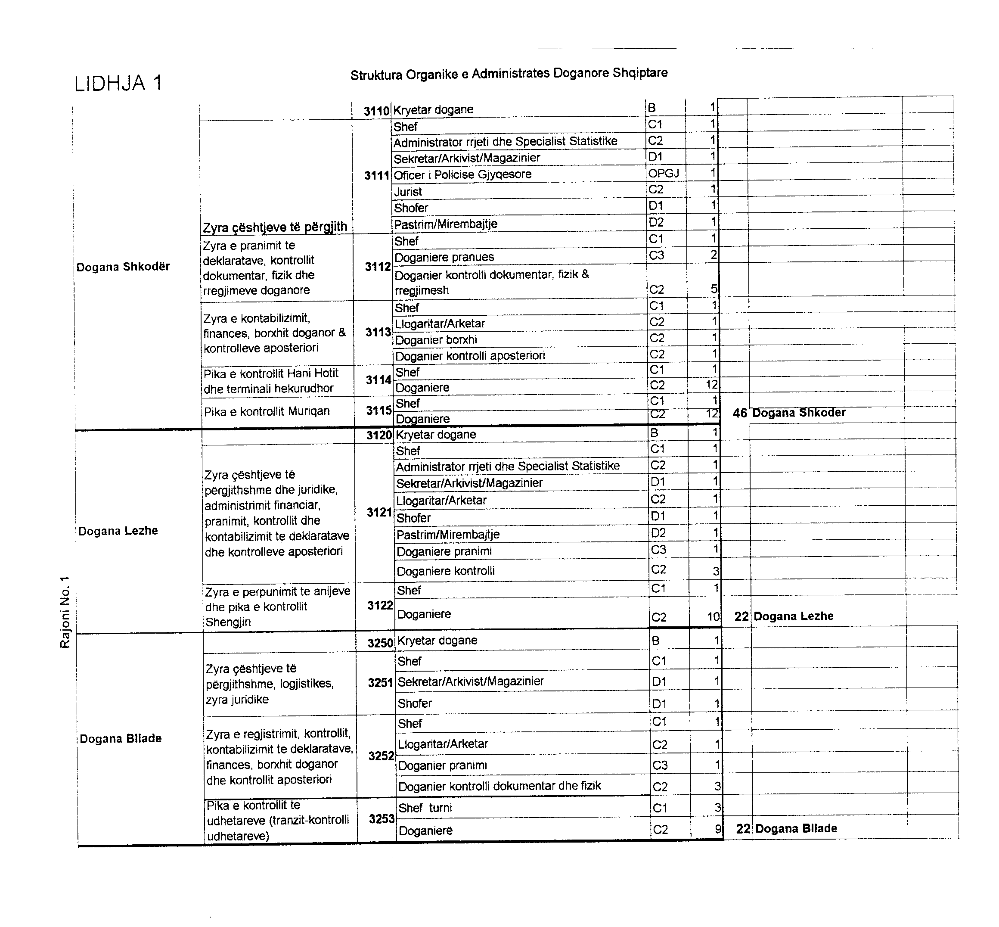 LIDHJA 1
Struktura Organike e Administrates Doganore Shqiptare
3110 Kryetar dogane B 1
Shef C1 1
Administrator rrjeti dhe Specialist Statistike C2 1
Sekretar/Arkivist/Magazinier D1 1
3111 Oficer i Policise Gjyqesore OPGJ 1
Jurist C2 1
Shofer D1 1
Zyra çështjeve të përgjith Pastrim/Mirembajtje D2 1
Dogana Shkodër
Zyra e pranimit te
deklaratave, kontrollit
dokumentar, fizik dhe
rregjimeve doganore
3112
Shef C1 1
Doganiere pranues C3 2
Doganier kontrolli dokumentar, fizik &
rregjimesh C2 5
Zyra e kontabilizimit,
finances, borxhit doganor &
kontrolleve aposteriori
3113
Shef C1 1
Llogaritar/Arketar C2 1
Doganier borxhi C2 1
Doganier kontrolli aposteriori C2 1
Pika e kontrollit Hani Hotit
dhe terminali hekurudhor
3114
Shef C1 1
Doganiere C2 12
Pika e kontrollit Muriqan
3115
Shef C1 1
Doganiere C2 12 46 Dogana Shkoder
Rajoni No. 1
3120 Kryetar dogane B 1
Dogana Lezhe
Zyra çështjeve të
përgjithshme dhe juridike,
administrimit financiar,
pranimit, kontrollit dhe
kontabilizimit te deklaratave
dhe kontrolleve aposteriori
3121
Shef C1 1
Administrator rrjeti dhe Specialist Statistike C2 1
Sekretar/Arkivist/Magazinier D1 1
Llogaritar/Arketar C2 1
Shofer D1 1
Pastrim/Mirembajtje D2 1
Doganiere pranimi C3 1
Doganiere kontrolli C2 3
Zyra e perpunimit te anijeve
dhe pika e kontrollit
Shengjin
3122
Shef C1 1
Doganiere C2 10 22 Dogana Lezhe
3250 Kryetar dogane B 1
Dogana Bllade
Zyra çështjeve të
përgjithshme, logjistikes,
zyra juridike
3251
Shef C1 1
Sekretar/Arkivist/Magazinier D1 1
Shofer D1 1
Zyra e regjistrimit, kontrollit,
kontabilizimit te deklaratave,
finances, borxhit doganor
dhe kontrollit aposteriori
3252
Shef C1 1
Llogaritar/Arketar C2 1
Doganier pranimi C3 1
Doganier kontrolli dokumentar dhe fizik C2 3
Pika e kontrollit te
udhetareve (tranzit-kontrolli
udhetareve)
3253
Shef turni C1 3
Doganierë C2 9 22 Dogana Bllade